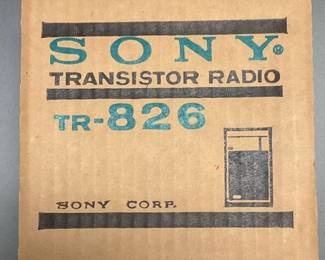 SONY®
TRANSISTOR RADIO
TR-826
SONY CORP.